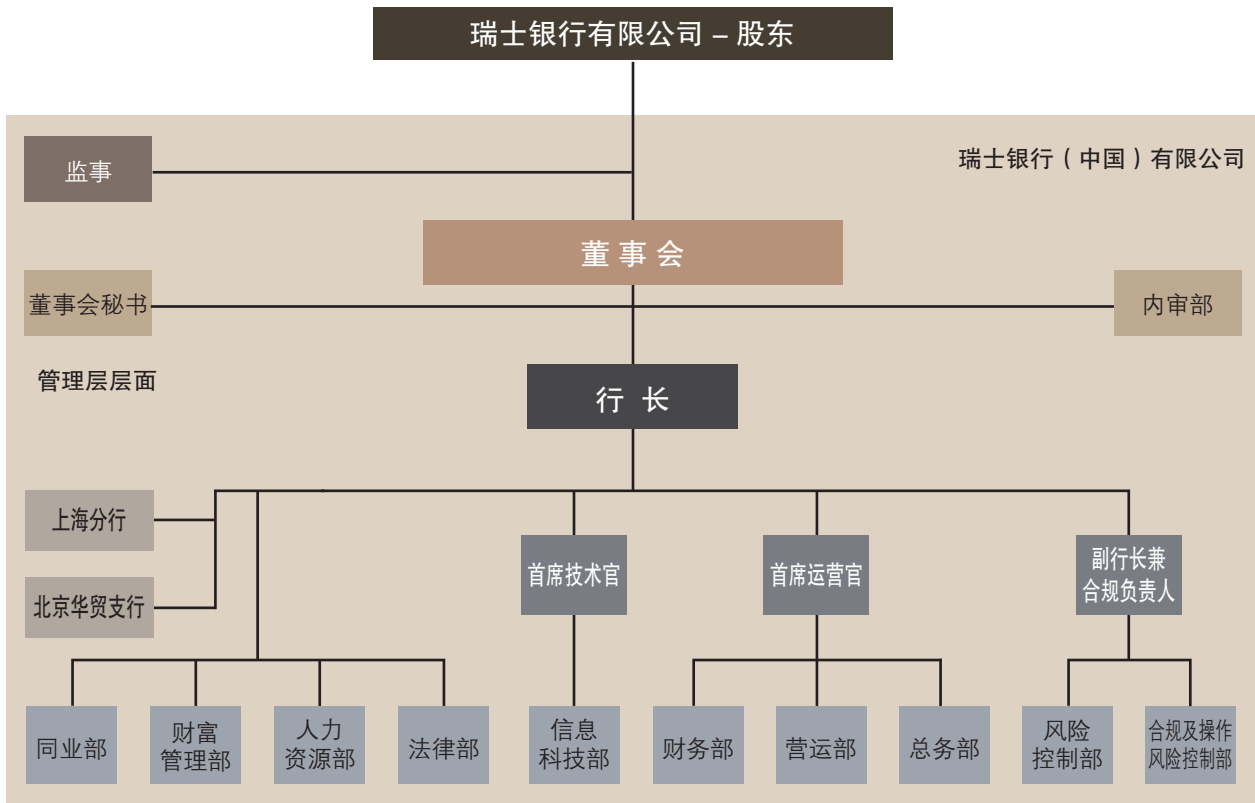 瑞士银行有限公司 – 股东
监事
瑞士银行（中国）有限公司
董事会
董事会秘书
内审部
管理层层面
行长
上海分行
北京华贸支行
首席技术官
首席运营官
副行长兼
合规负责人
同业部
财富
管理部
人力
资源部
法律部
信息
科技部
财务部
营运部
总务部
风险
控制部
合规及操作
风险控制部